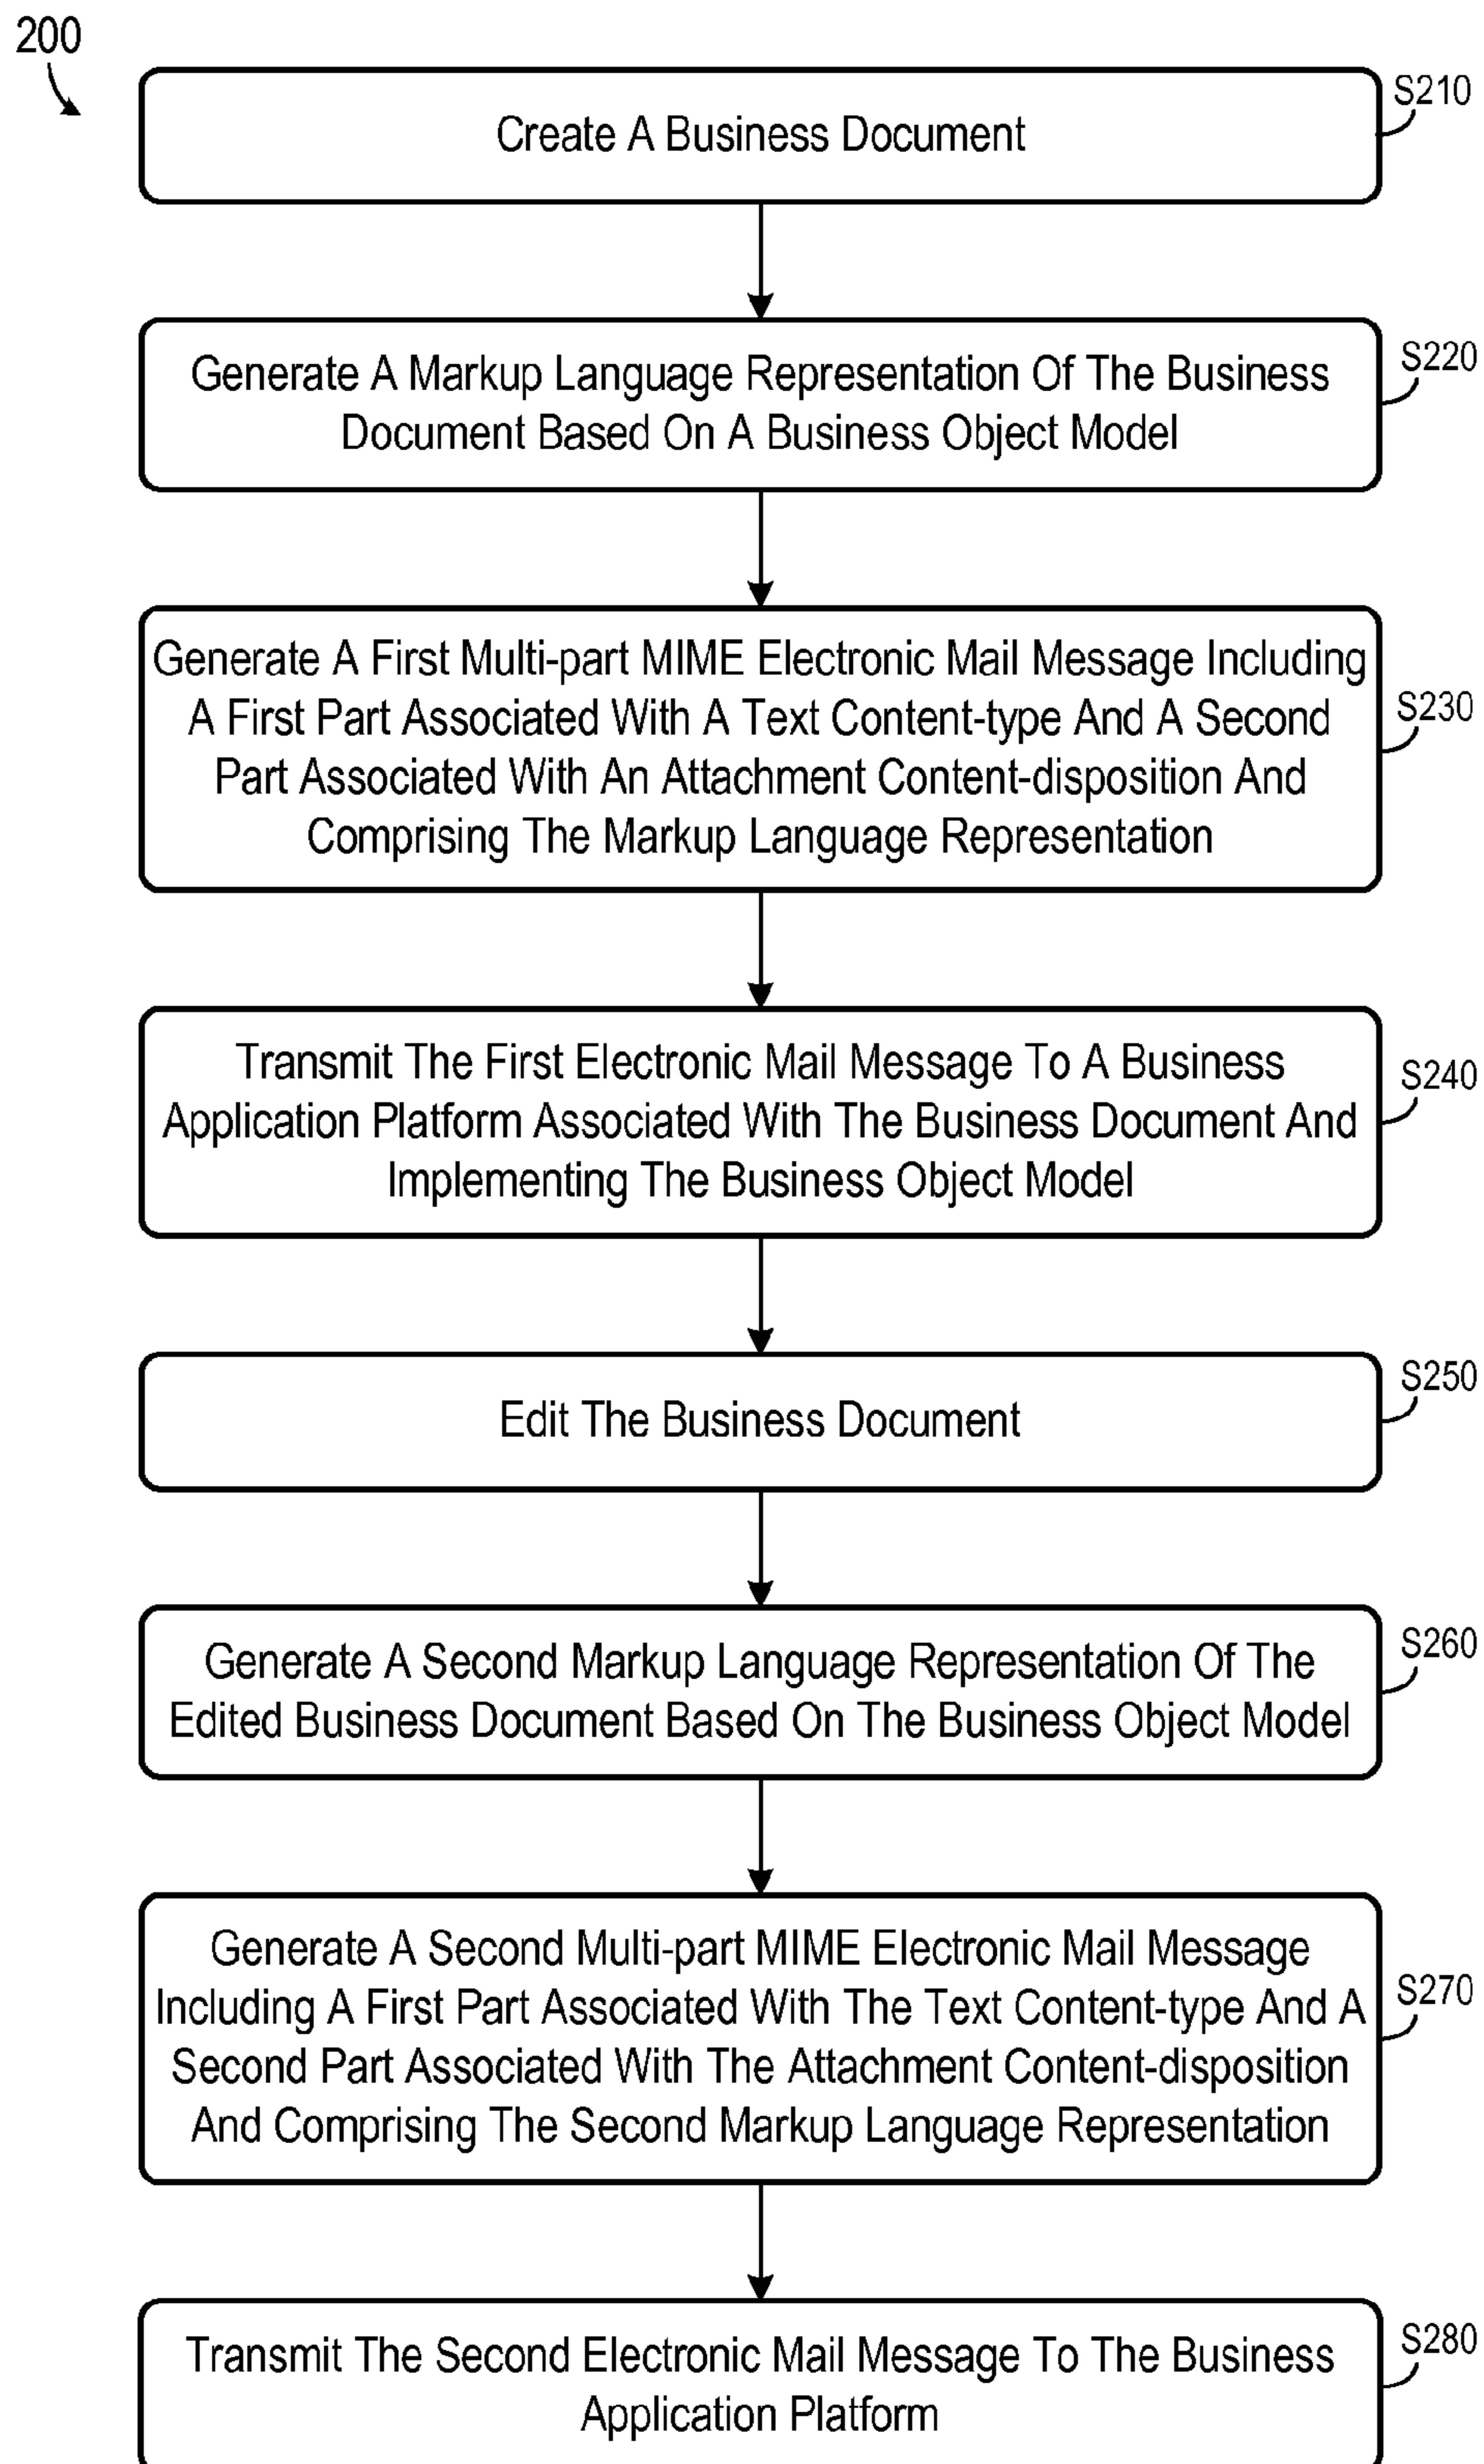 200
Create A Business Document
S210
Generate A Markup Language Representation Of The Business
Document Based On A Business Object Model
S220
Generate A First Multi-part MIME Electronic Mail Message Including
A First Part Associated With A Text Content-type And A Second
Part Associated With An Attachment Content-disposition And
Comprising The Markup Language Representation
S230
Transmit The First Electronic Mail Message To A Business
Application Platform Associated With The Business Document And
Implementing The Business Object Model
S240
Edit The Business Document
S250
Generate A Second Markup Language Representation Of The
Edited Business Document Based On The Business Object Model
S260
Generate A Second Multi-part MIME Electronic Mail Message
Including A First Part Associated With The Text Content-type And A
Second Part Associated With The Attachment Content-disposition
And Comprising The Second Markup Language Representation
S270
Transmit The Second Electronic Mail Message To The Business
Application Platform
S280